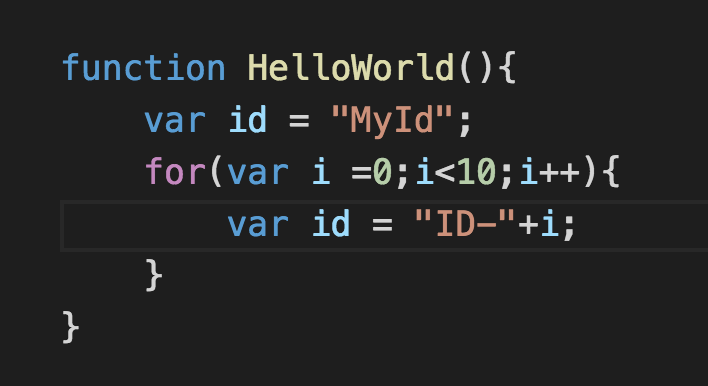 function HelloWorld(){
    var id = "MyId";
    for(var i =0;i<10;i++){
        var id = "ID-"+i;
    }
}